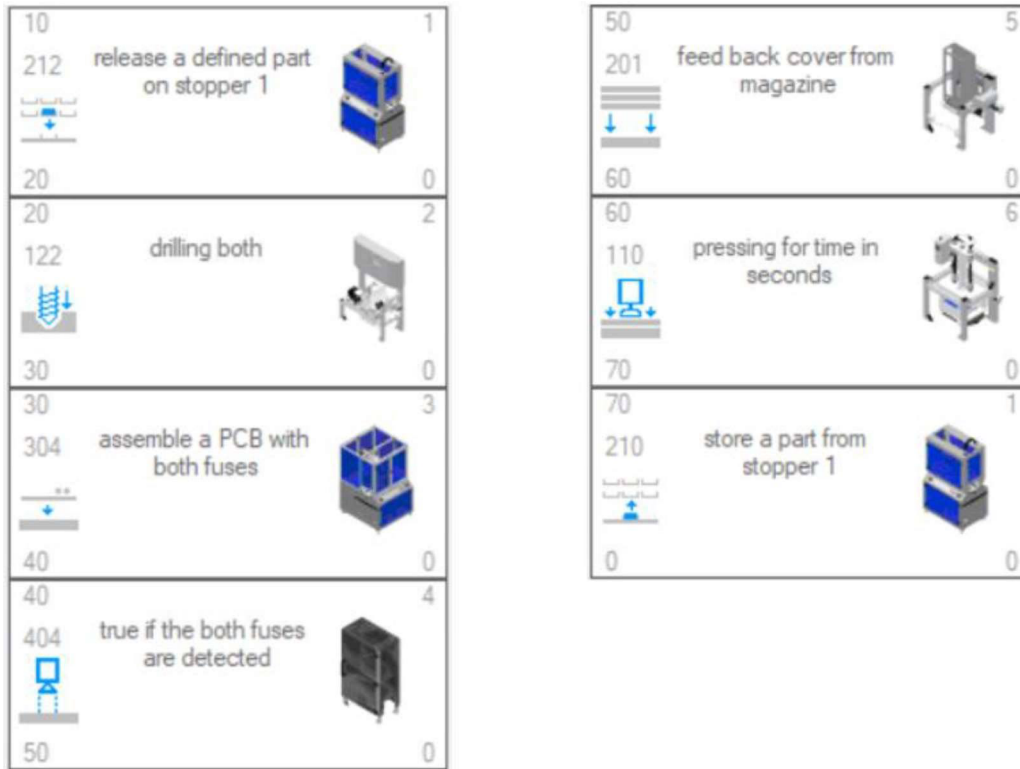 10 1
212 release a defined part
on stopper 1
20 0
20 2
122 drilling both
30 0
30 3
304 assemble a PCB with
both fuses
40 0
40 4
404 true if the both fuses
are detected
50 0
50 5
201 feed back cover from
magazine
60 0
60 6
110 pressing for time in
seconds
70 0
70 1
210 store a part from
stopper 1
0 0